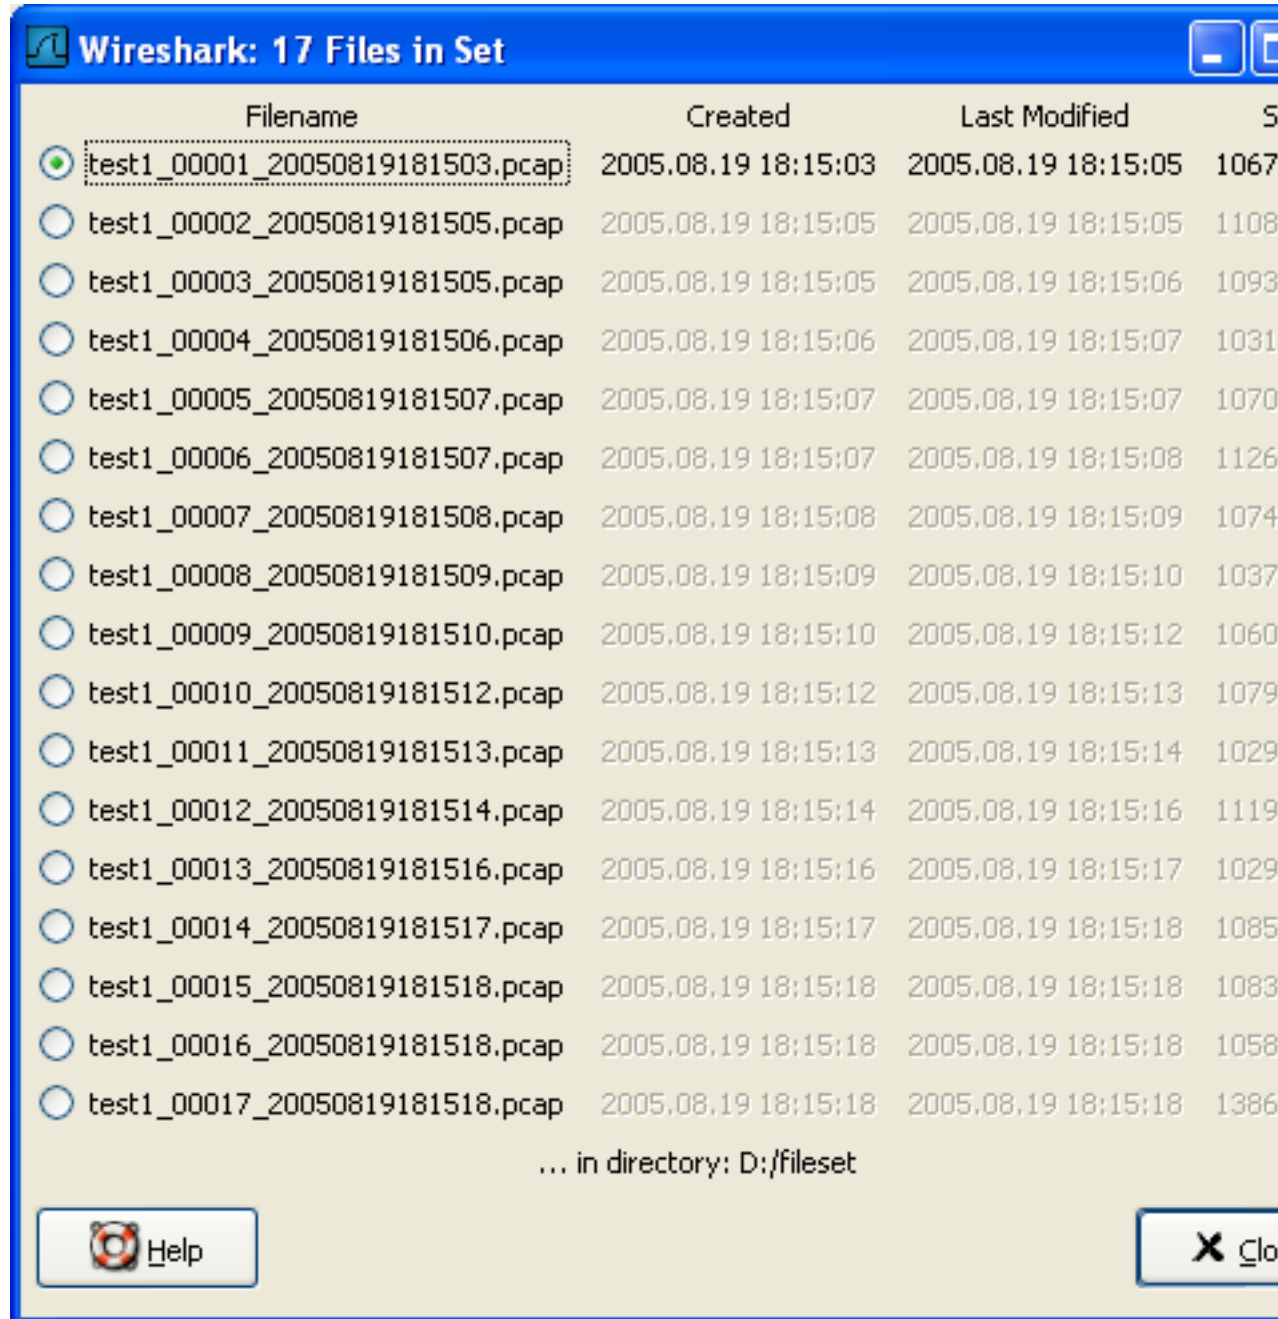 Wireshark: 17 Files in Set
Filename Created Last Modified S
test1_00001_20050819181503.pcap 2005.08.19 18:15:03 2005.08.19 18:15:05 1067
test1_00002_20050819181505.pcap 2005.08.19 18:15:05 2005.08.19 18:15:05 1108
test1_00003_20050819181505.pcap 2005.08.19 18:15:05 2005.08.19 18:15:06 1093
test1_00004_20050819181506.pcap 2005.08.19 18:15:06 2005.08.19 18:15:07 1031
test1_00005_20050819181507.pcap 2005.08.19 18:15:07 2005.08.19 18:15:07 1070
test1_00006_20050819181507.pcap 2005.08.19 18:15:07 2005.08.19 18:15:08 1126
test1_00007_20050819181508.pcap 2005.08.19 18:15:08 2005.08.19 18:15:09 1074
test1_00008_20050819181509.pcap 2005.08.19 18:15:09 2005.08.19 18:15:10 1037
test1_00009_20050819181510.pcap 2005.08.19 18:15:10 2005.08.19 18:15:12 1060
test1_00010_20050819181512.pcap 2005.08.19 18:15:12 2005.08.19 18:15:13 1079
test1_00011_20050819181513.pcap 2005.08.19 18:15:13 2005.08.19 18:15:14 1029
test1_00012_20050819181514.pcap 2005.08.19 18:15:14 2005.08.19 18:15:16 1119
test1_00013_20050819181516.pcap 2005.08.19 18:15:16 2005.08.19 18:15:17 1029
test1_00014_20050819181517.pcap 2005.08.19 18:15:17 2005.08.19 18:15:18 1085
test1_00015_20050819181518.pcap 2005.08.19 18:15:18 2005.08.19 18:15:18 1083
test1_00016_20050819181518.pcap 2005.08.19 18:15:18 2005.08.19 18:15:18 1058
test1_00017_20050819181518.pcap 2005.08.19 18:15:18 2005.08.19 18:15:18 1386
... in directory: D:/fileset
Help Clo